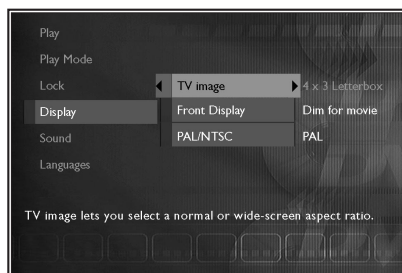 Play
Play Mode
Lock
TV image
4 x 3 Letterbox
Display
Front Display
Dim for movie
Sound
PAL/NTSC
PAL
Languages
TV image lets you select a normal or wide-screen aspect ratio.